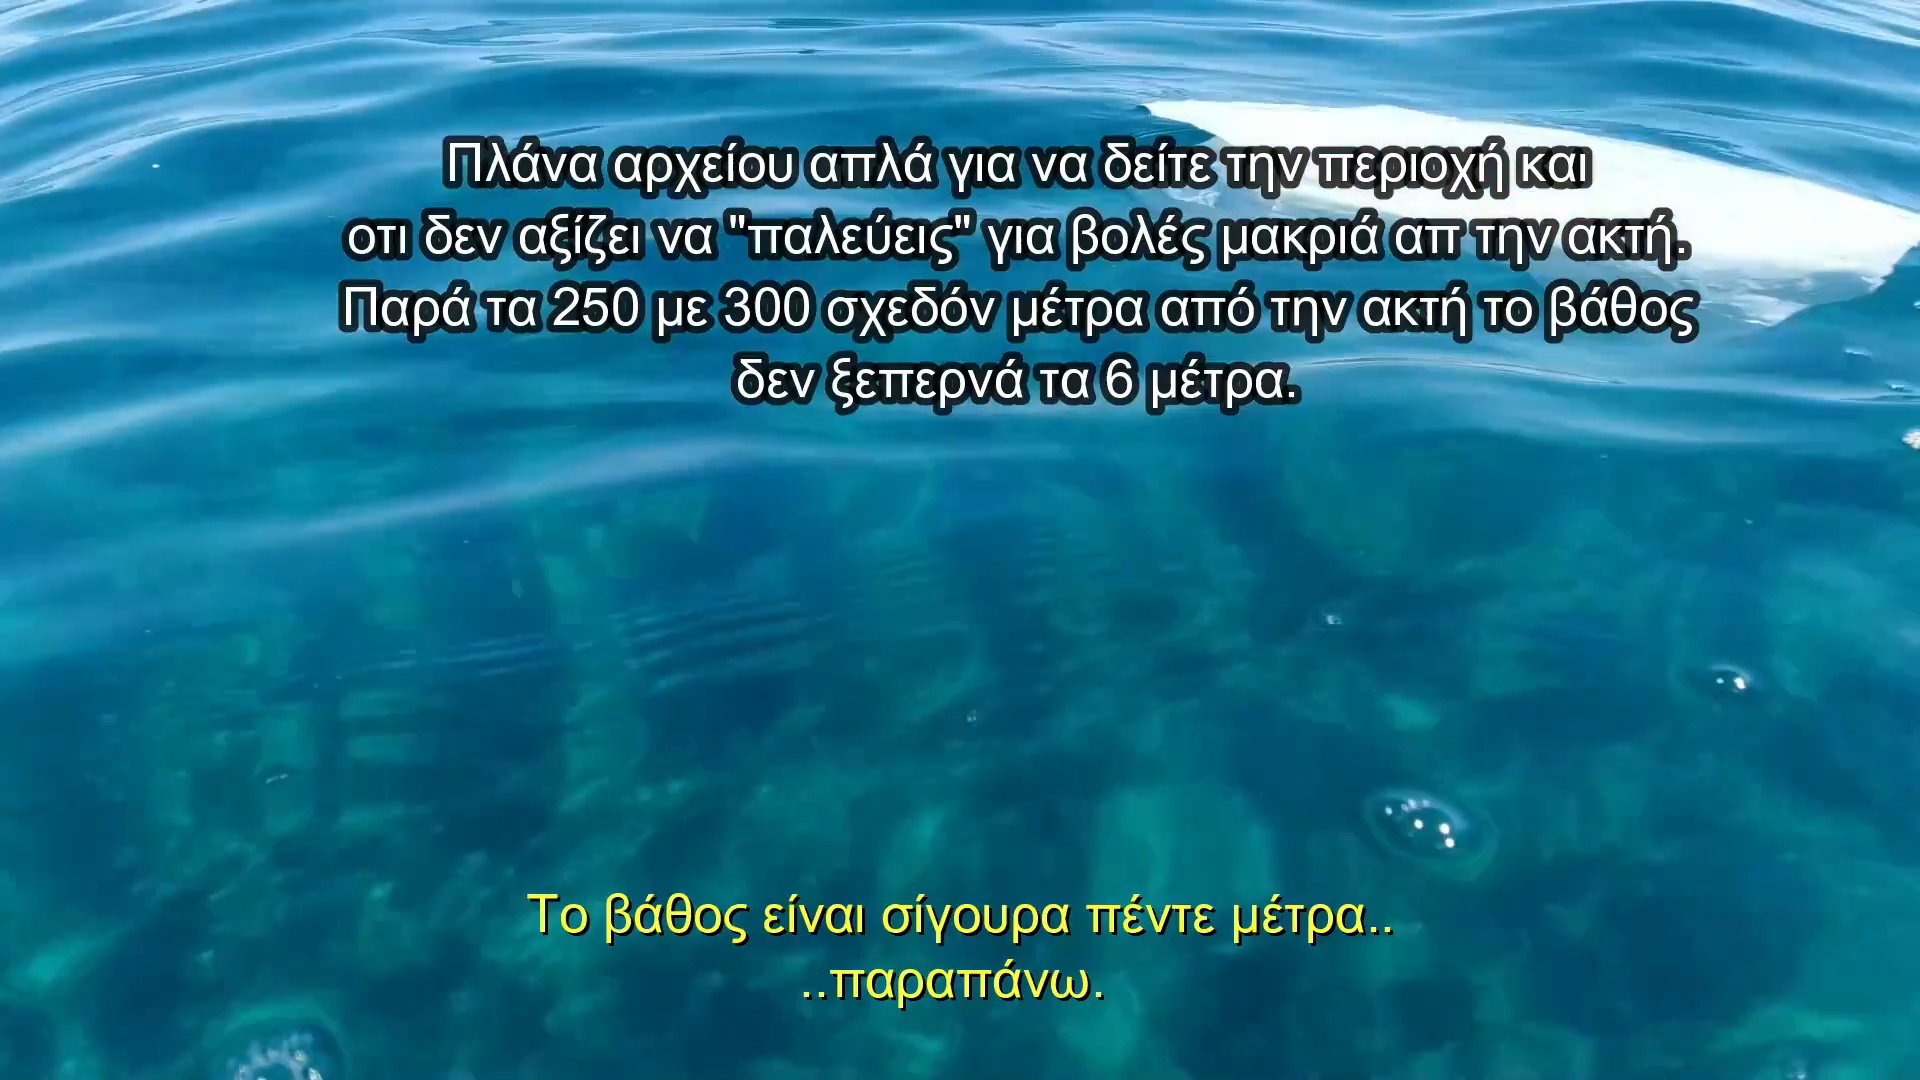 Πλάνα αρχείου απλά για να δείτε την περιοχή και
οτι δεν αξίζει να "παλεύεις" για βολές μακριά απ την ακτή.
Παρά τα 250 με 300 σχεδόν μέτρα από την ακτή το βάθος
δεν ξεπερνά τα 6 μέτρα.
Το βάθος είναι σίγουρα πέντε μέτρα..
..παραπάνω.